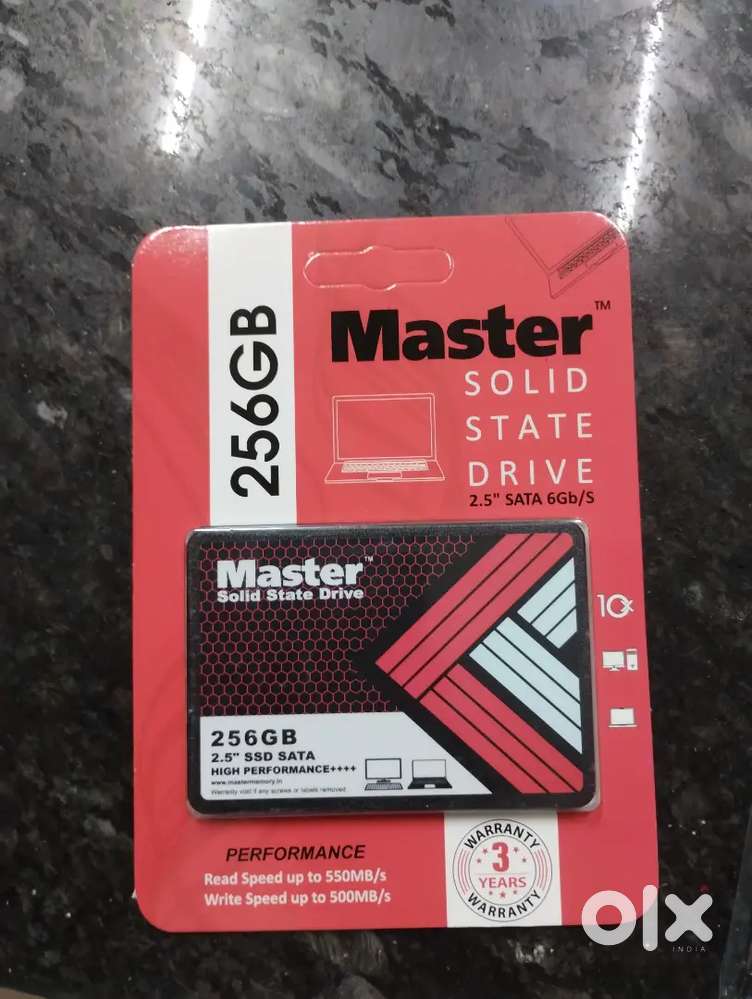 256GB
Master™
SOLID
STATE
DRIVE
2.5" SATA 6Gb/S
Master™
Solid State Drive
10x
256GB
2.5" SSD SATA
HIGH PERFORMANCE++++
www.mastermemory.in
Warranty void if any screws or labels removed
PERFORMANCE
Read Speed up to 550MB/s
Write Speed up to 500MB/s
WARRANTY
3
YEARS
WARRANTY
olx
INDIA